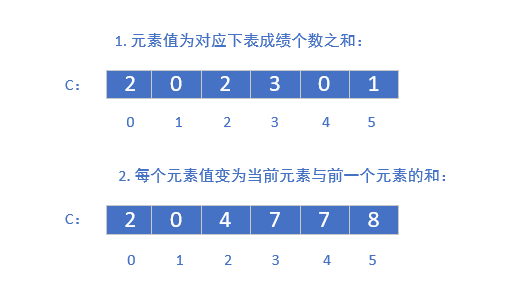 1. 元素值为对应下表成绩个数之和：
C： 2 0 2 3 0 1
0 1 2 3 4 5
2. 每个元素值变为当前元素与前一个元素的和：
C： 2 0 4 7 7 8
0 1 2 3 4 5